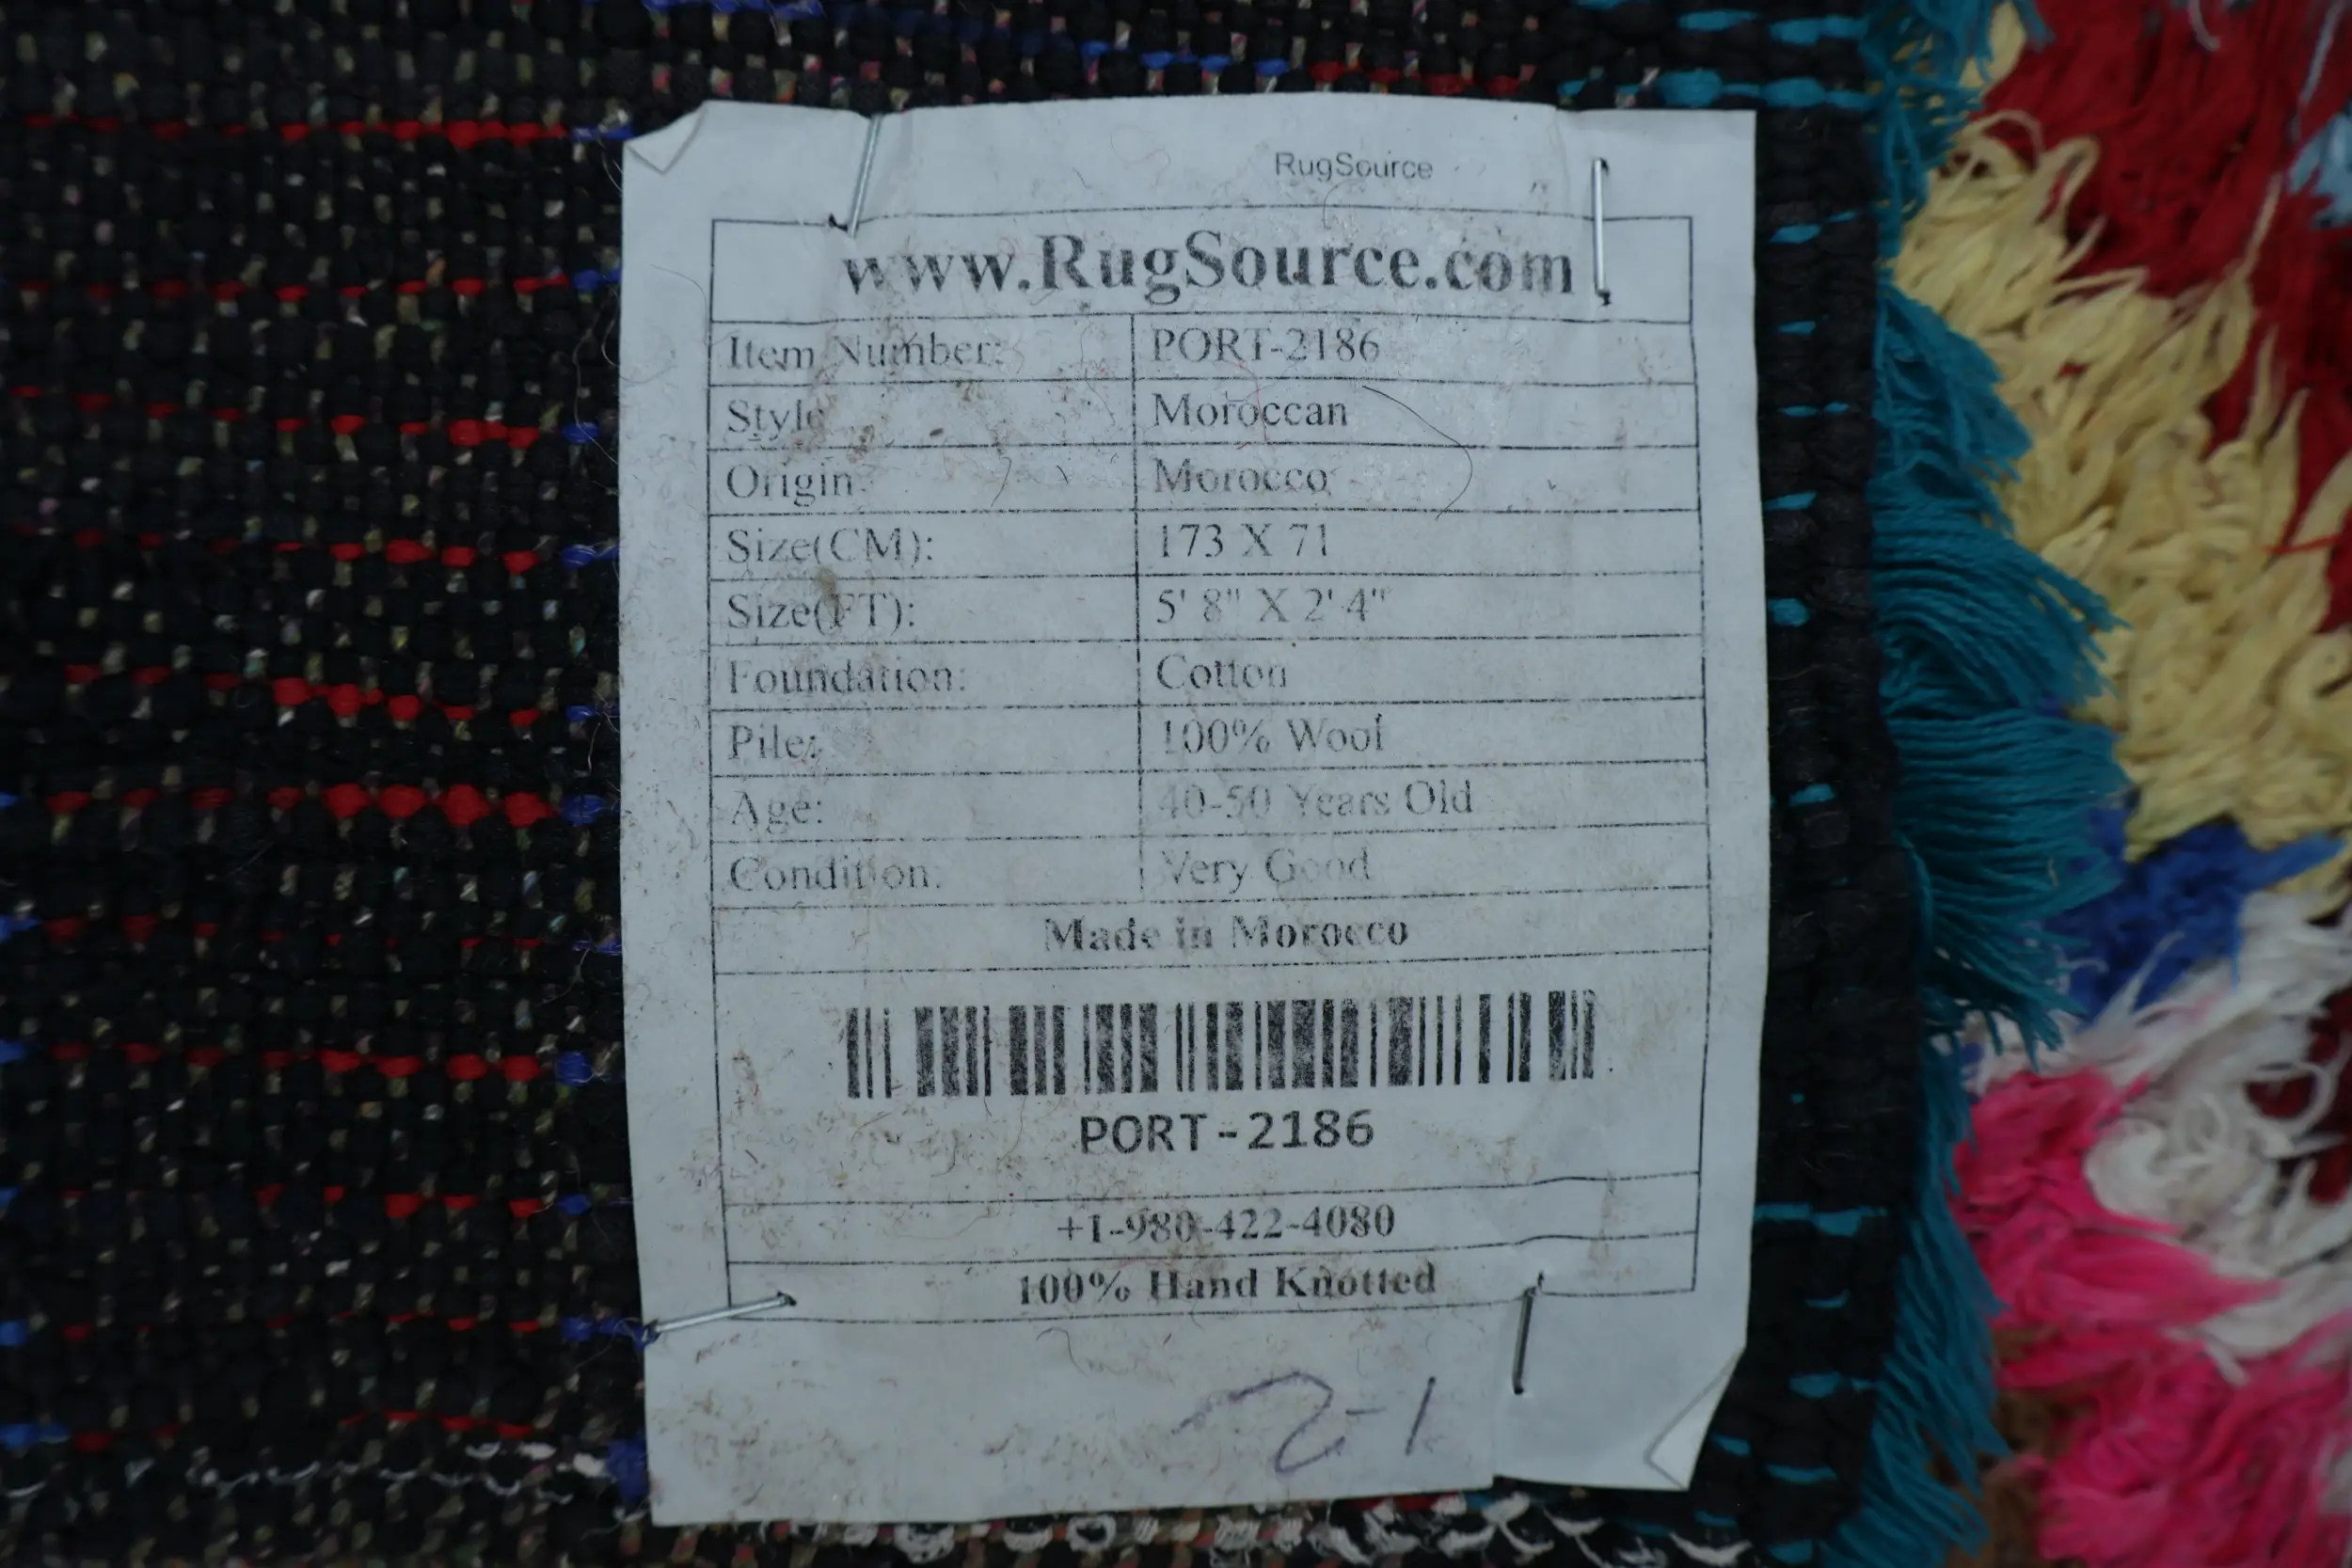 RugSource
www.RugSource.com
Item Number: PORT-2186
Style Moroccan
Origin: Morocco
Size(CM): 173 X 71
Size(FT): 5' 8" X 2' 4"
Foundation: Cotton
Pile: 100% Wool
Age: 40-50 Years Old
Condition: Very Good
Made in Morocco
PORT-2186
+1-980-422-4080
100% Hand Knotted